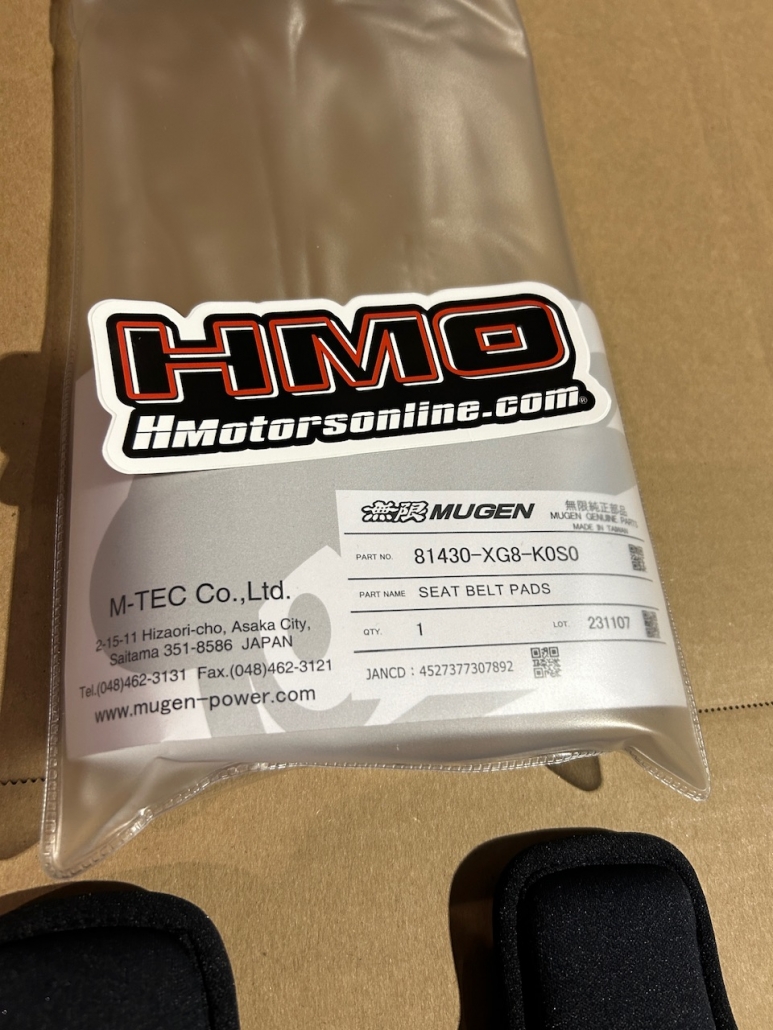 HMO
HMotorsonline.com®
無限 MUGEN
無限純正部品
MUGEN GENUINE PARTS
MADE IN TAIWAN
PART NO. 81430-XG8-K0S0
PART NAME SEAT BELT PADS
QTY. 1 LOT. 231107
JANCD : 4527377307892
M-TEC Co.,Ltd.
2-15-11 Hizaori-cho, Asaka City,
Saitama 351-8586 JAPAN
Tel.(048)462-3131 Fax.(048)462-3121
www.mugen-power.com